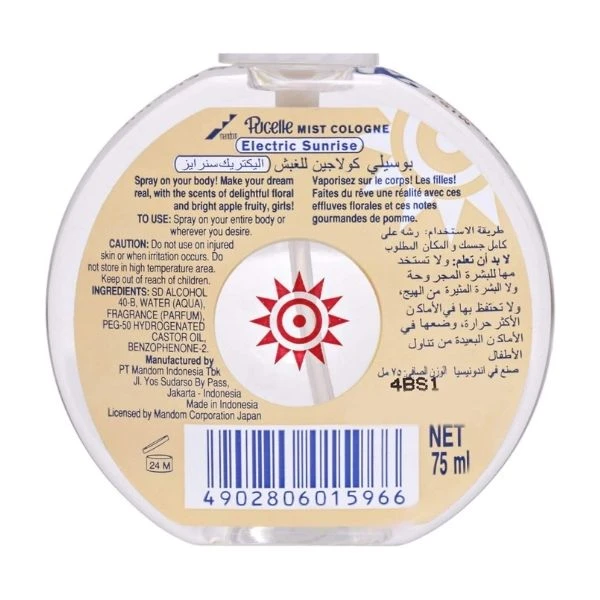 mandom
Pucelle MIST COLOGNE
Electric Sunrise
بوسيلي كولاجين للغبش اليكتريك سنرايز
Spray on your body! Make your dream
real, with the scents of delightful floral
and bright apple fruity, girls!
TO USE: Spray on your entire body or
wherever you desire.
CAUTION: Do not use on injured
skin or when irritation occurs. Do
not store in high temperature area.
Keep out of reach of children.
INGREDIENTS: SD ALCOHOL
40-B, WATER (AQUA),
FRAGRANCE (PARFUM),
PEG-50 HYDROGENATED
CASTOR OIL,
BENZOPHENONE-2.
Manufactured by
PT Mandom Indonesia Tbk
Jl. Yos Sudarso By Pass,
Jakarta - Indonesia
Made in Indonesia
Licensed by Mandom Corporation Japan
Vaporisez sur le corps! Les filles!
Faites du rêve une réalité avec ces
effluves florales et ces notes
gourmandes de pomme.
طريقة الاستخدام: رشه على
كامل جسمك والمكان المطلوب
لا بد أن تعلم: ولا تستخد
مها للبشرة المجروحة
ولا البشرة المثيرة من الهيج،
ولا تحتفظ بها في الأماكن
الأكثر حرارة، وضعها في
الأماكن البعيدة من تناول
الأطفال
صنع في اندونيسيا الوزن الصافي: ٧٥ مل
4BS1
24 M
4902806015966
NET
75 ml